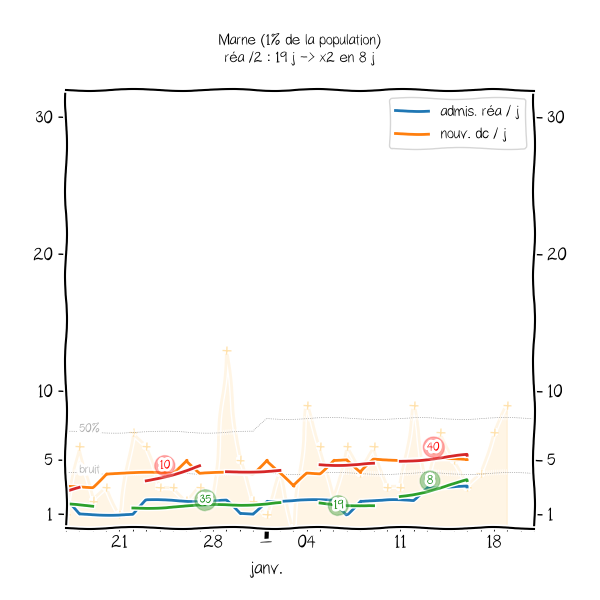 Marne (1% de la population)
réa /2 : 19 j -> x2 en 8 j
admis. réa / j
nouv. dc / j
30 30
20 20
10 10
50%
40
10
5 5
bruit
8
35
19
1 1
21 28 04 11 18
janv.